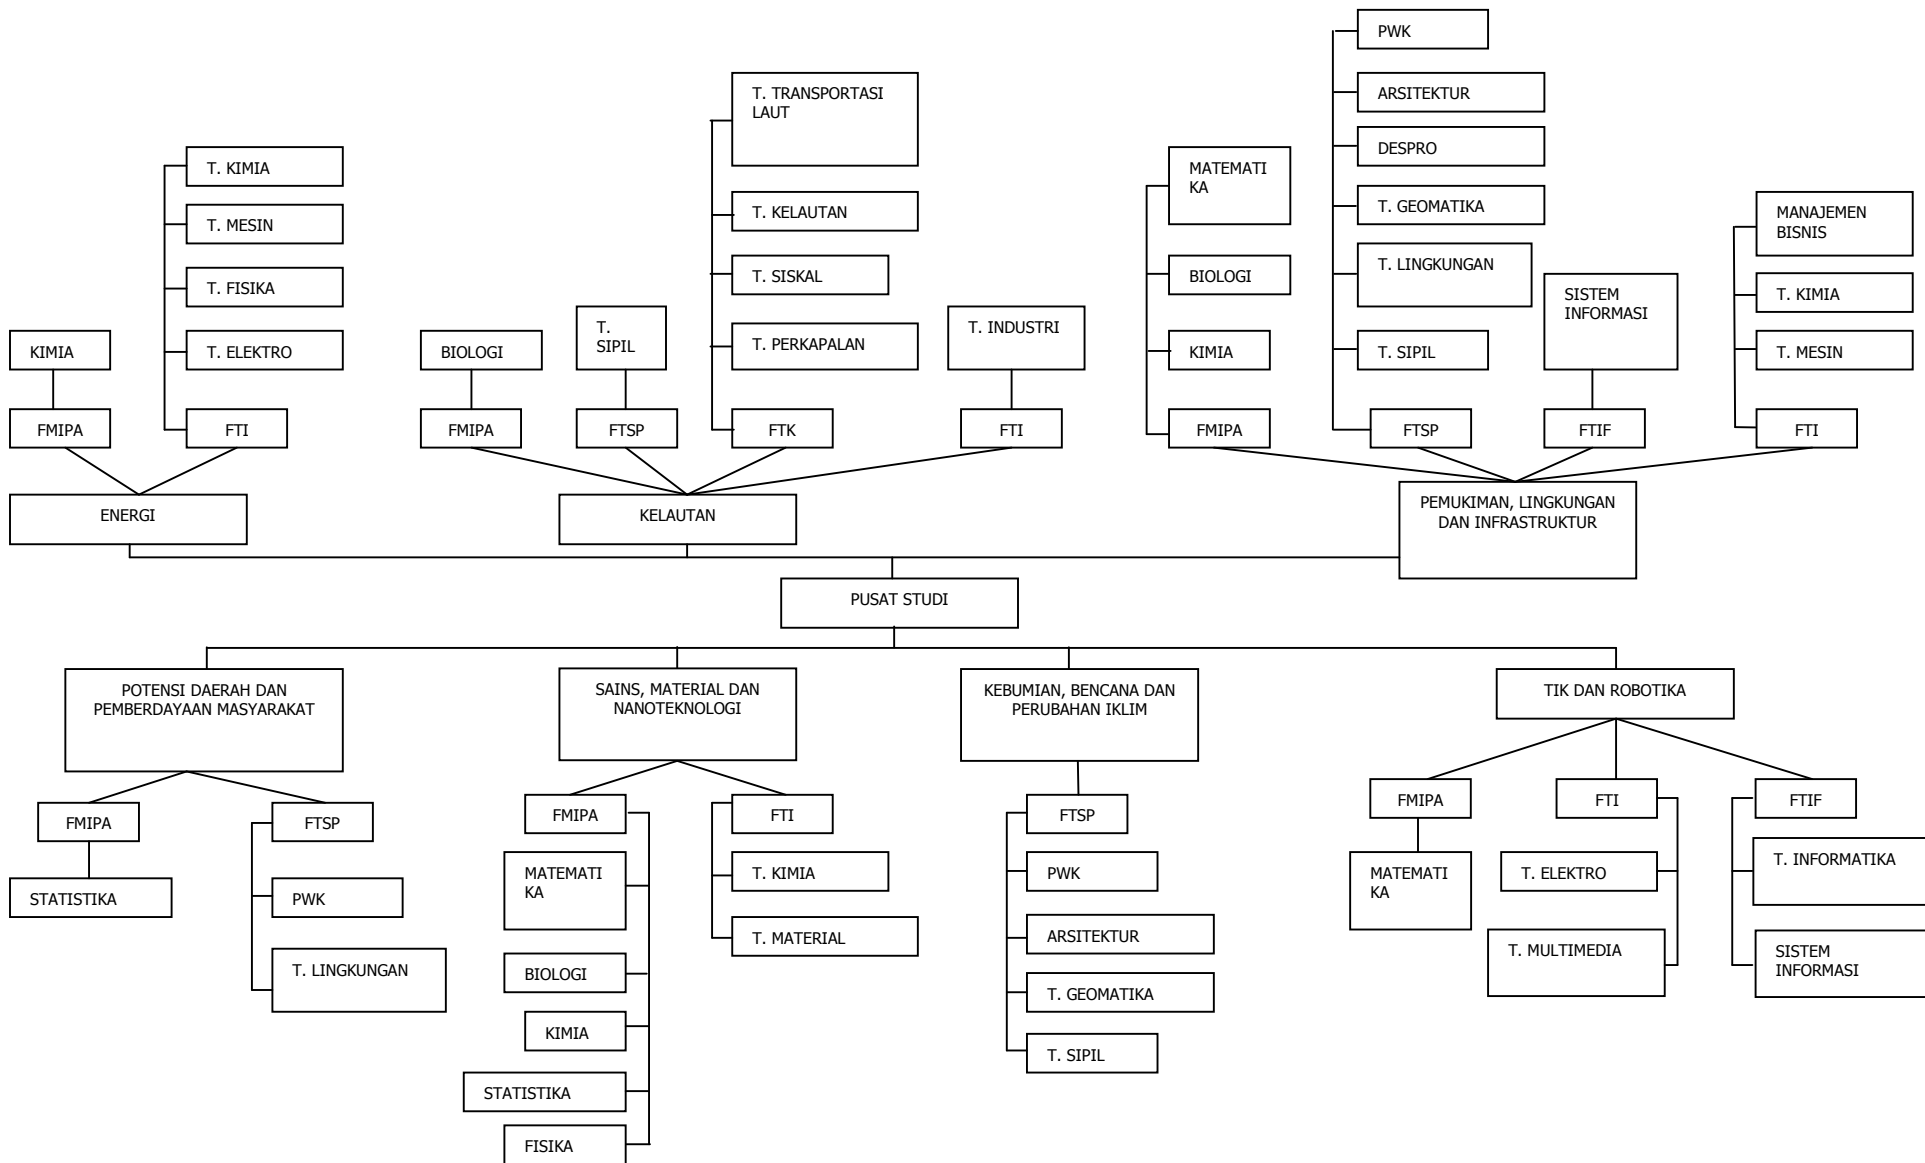 PWK
T. TRANSPORTASI
LAUT
ARSITEKTUR
DESPRO
T. KIMIA
MATEMATI
KA
T. MESIN
T. KELAUTAN
T. GEOMATIKA
MANAJEMEN
BISNIS
T. FISIKA
T. SISKAL
BIOLOGI
T. LINGKUNGAN
SISTEM
INFORMASI
T. KIMIA
KIMIA
T. ELEKTRO
BIOLOGI
T.
SIPIL
T. PERKAPALAN
T. INDUSTRI
KIMIA
T. SIPIL
T. MESIN
FMIPA
FTI
FMIPA
FTSP
FTK
FTI
FMIPA
FTSP
FTIF
FTI
ENERGI
KELAUTAN
PEMUKIMAN, LINGKUNGAN
DAN INFRASTRUKTUR
PUSAT STUDI
POTENSI DAERAH DAN
PEMBERDAYAAN MASYARAKAT
SAINS, MATERIAL DAN
NANOTEKNOLOGI
KEBUMIAN, BENCANA DAN
PERUBAHAN IKLIM
TIK DAN ROBOTIKA
FMIPA
FTSP
FMIPA
FTI
FTSP
FMIPA
FTI
FTIF
STATISTIKA
PWK
MATEMATI
KA
T. KIMIA
PWK
MATEMATI
KA
T. ELEKTRO
T. INFORMATIKA
T. LINGKUNGAN
BIOLOGI
T. MATERIAL
ARSITEKTUR
T. MULTIMEDIA
SISTEM
INFORMASI
KIMIA
T. GEOMATIKA
STATISTIKA
T. SIPIL
FISIKA